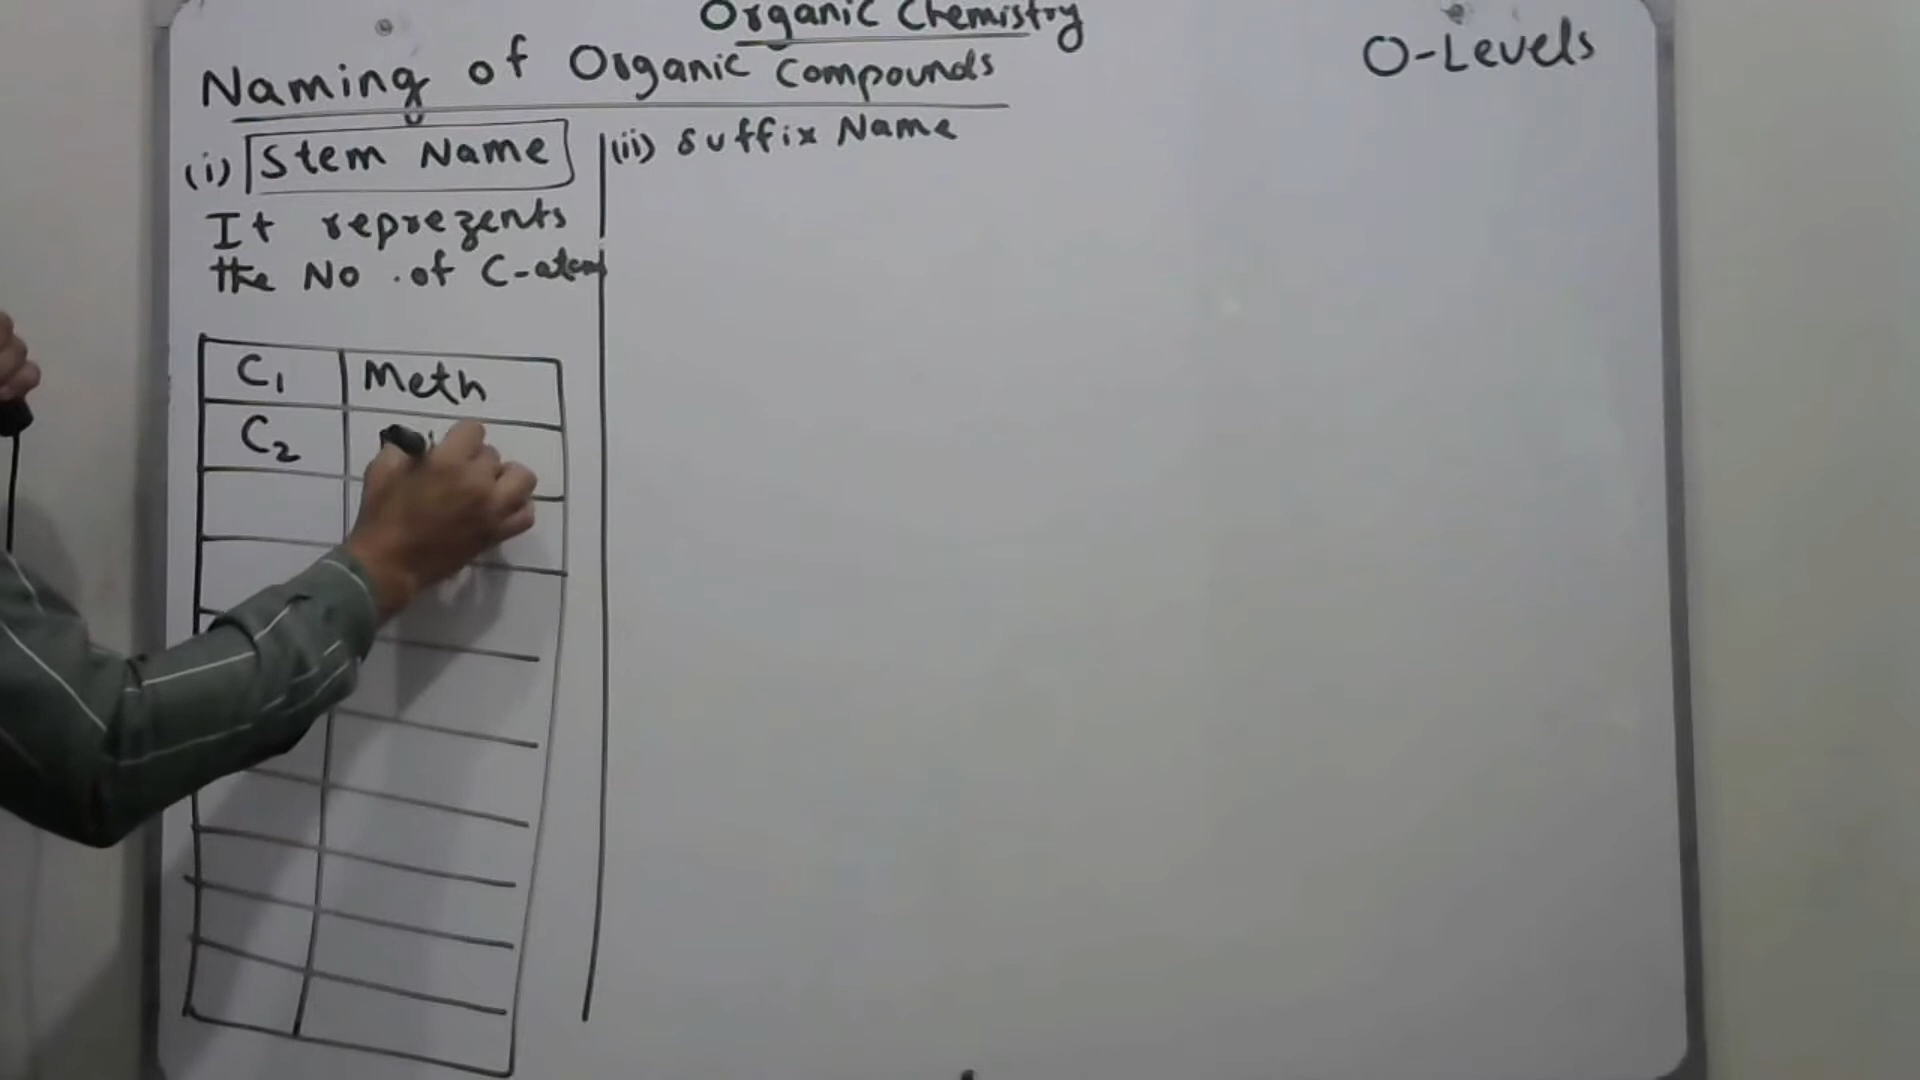 Organic Chemistry
O-Levels
Naming of Organic Compounds
(i) Stem Name
It reprezents
the No. of C-atom
(ii) Suffix Name
C1 Meth
C2